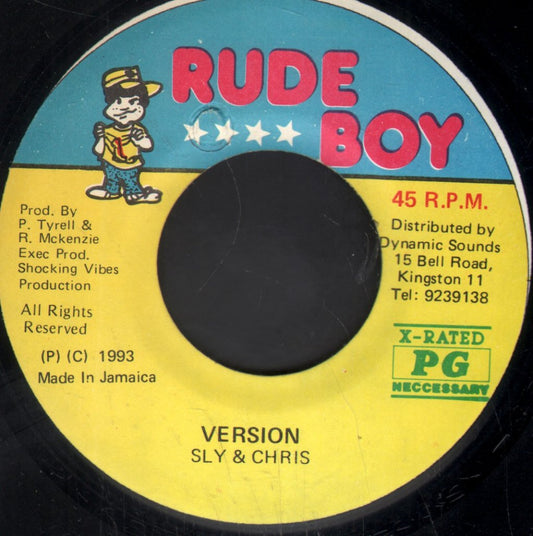 RUDE
★★★★ BOY
45 R.P.M.
Prod. By
P. Tyrell &
R. Mckenzie
Exec Prod.
Shocking Vibes
Production
All Rights
Reserved
(P) (C) 1993
Made In Jamaica
Distributed by
Dynamic Sounds
15 Bell Road,
Kingston 11
Tel: 9239138
X-RATED
PG
NECCESSARY
VERSION
SLY & CHRIS